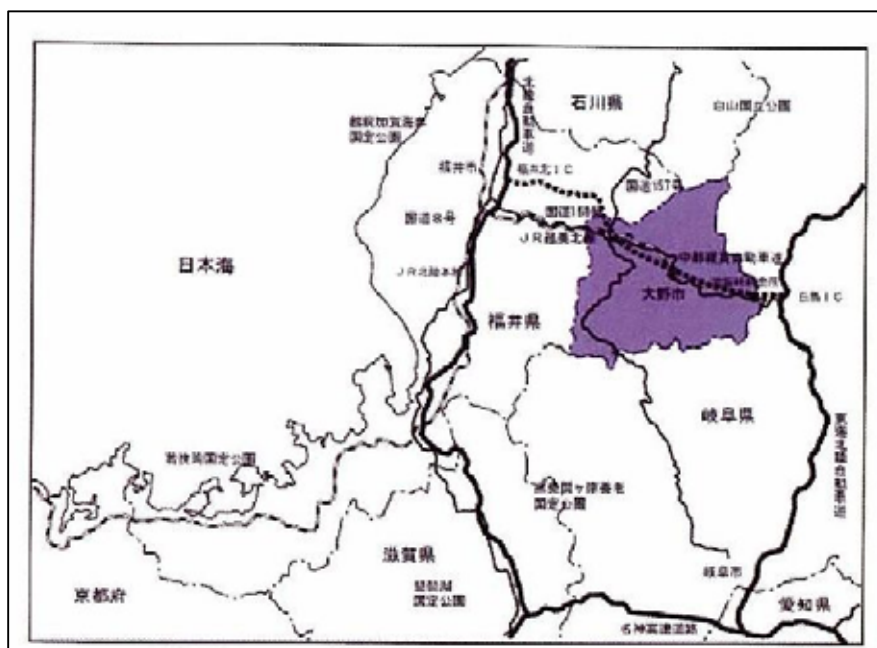 石川県
白山国立公園
北陸自動車道
越前加賀海岸
国定公園
福井市
福井北IC
国道157号
国道158号
国道8号
JR越美北線
日本海
JR北陸本線
中部縦貫自動車道
大野市
白鳥IC
福井県
岐阜県
東海北陸自動車道
若狭湾国定公園
揖斐関ヶ原養老
国定公園
滋賀県
琵琶湖
国定公園
岐阜市
京都府
愛知県
名神高速道路